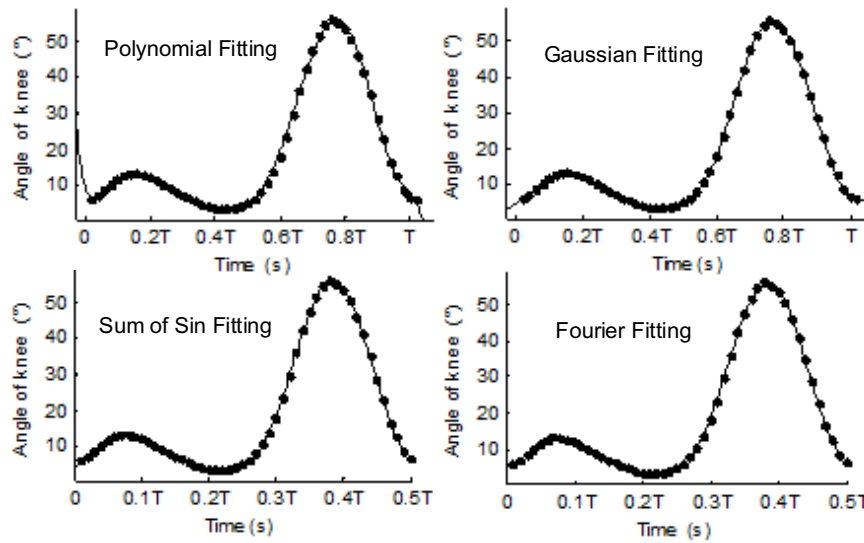 Polynomial Fitting
Angle of knee (°)
50
40
30
20
10
0 0.2T 0.4T 0.6T 0.8T T
Time (s)
Gaussian Fitting
Angle of knee (°)
50
40
30
20
10
0 0.2T 0.4T 0.6T 0.8T T
Time (s)
Sum of Sin Fitting
Angle of knee (°)
50
40
30
20
10
0 0.1T 0.2T 0.3T 0.4T 0.5T
Time (s)
Fourier Fitting
Angle of knee (°)
50
40
30
20
10
0 0.1T 0.2T 0.3T 0.4T 0.5T
Time (s)